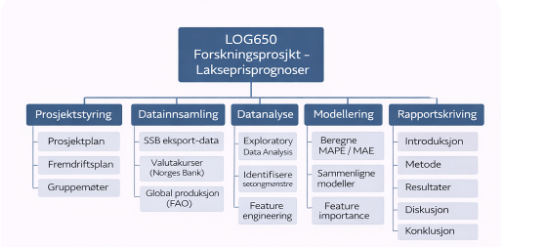 LOG650
Forskningsprosjkt –
Lakseprisprognoser
Prosjektstyring
Prosjektplan
Fremdriftsplan
Gruppemøter
Datainnsamling
SSB eksport-data
Valutakurser
(Norges Bank)
Global produksjon
(FAO)
Datanalyse
Exploratory
Data Analysis
Identifisere
sesongmønstre
Feature
engineering
Modellering
Beregne
MAPE / MAE
Sammenligne
modeller
Feature
importance
Rapportskriving
Introduksjon
Metode
Resultater
Diskusjon
Konklusjon